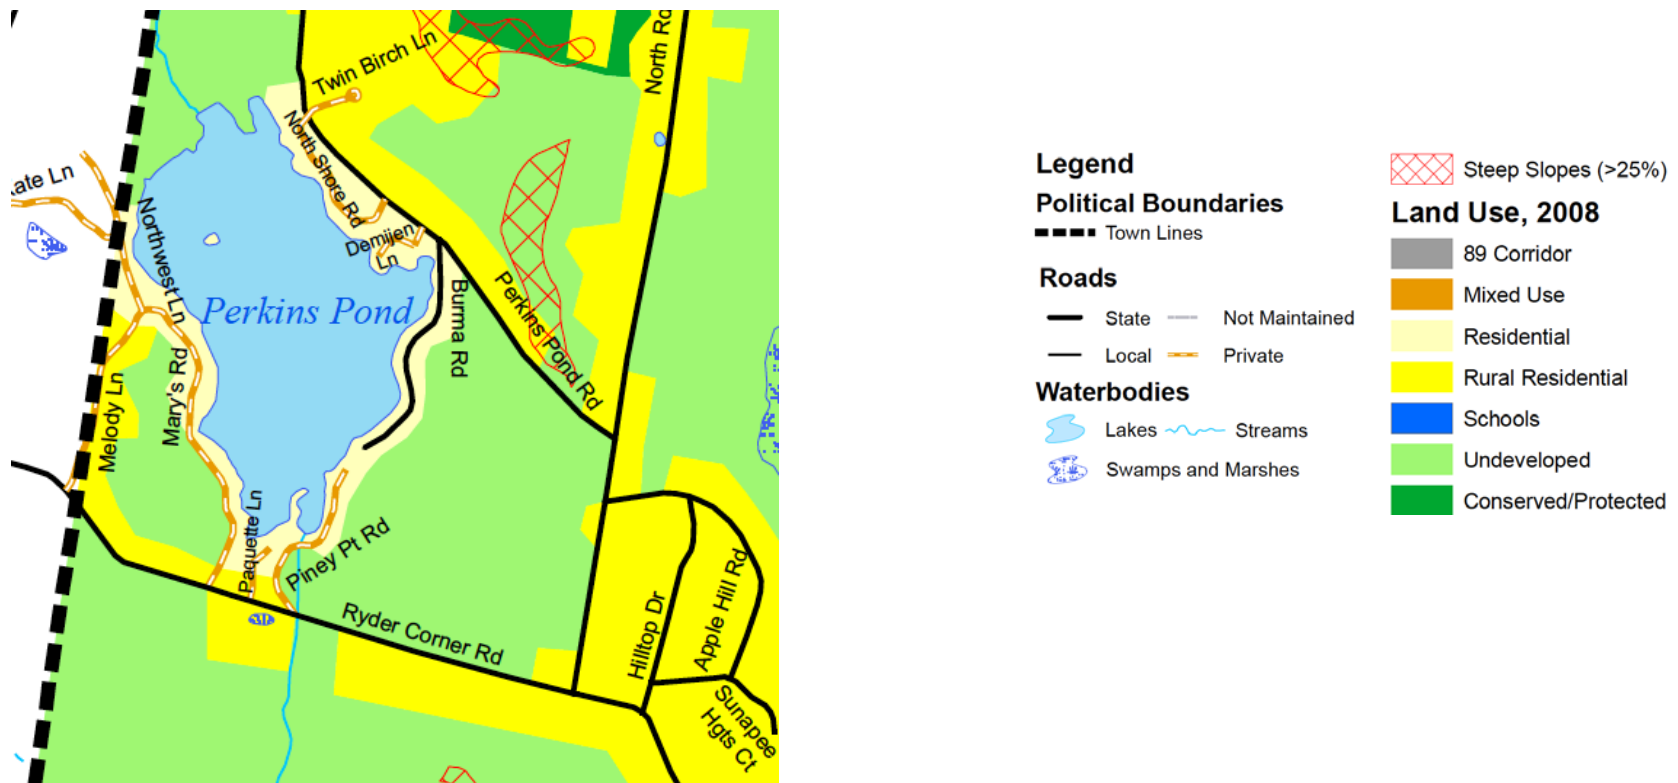 Twin Birch Ln
North Rd
North Shore Rd
Northwest Ln
Demijen
Ln
Perkins Pond
Burma Rd
Perkins Pond Rd
Mary's Rd
Melody Ln
Paquette Ln
Piney Pt Rd
Ryder Corner Rd
Hilltop Dr
Apple Hill Rd
Sunapee
Hgts Ct
Legend
Political Boundaries
Town Lines
Roads
State
Not Maintained
Local
Private
Waterbodies
Lakes
Streams
Swamps and Marshes
Steep Slopes (>25%)
Land Use, 2008
89 Corridor
Mixed Use
Residential
Rural Residential
Schools
Undeveloped
Conserved/Protected